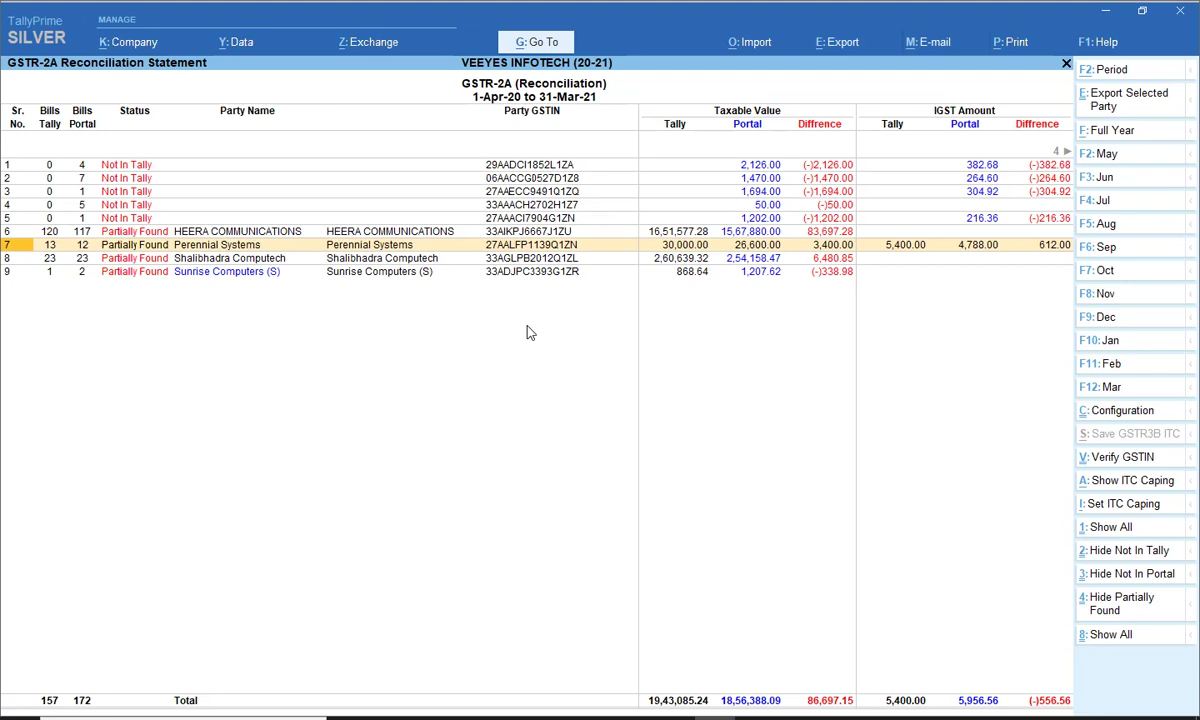 TallyPrime
SILVER
MANAGE
K: Company Y: Data Z: Exchange G: Go To O: Import E: Export M: E-mail P: Print F1: Help
GSTR-2A Reconciliation Statement VEEYES INFOTECH (20-21)
GSTR-2A (Reconciliation)
1-Apr-20 to 31-Mar-21
Sr. Bills Bills Status Party Name Party GSTIN Taxable Value IGST Amount
No. Tally Portal Tally Portal Diffrence Tally Portal Diffrence
4
1 0 4 Not In Tally 29AADCI1852L1ZA 2,126.00 (-)2,126.00 382.68 (-)382.68
2 0 7 Not In Tally 06AACCG0527D1Z8 1,470.00 (-)1,470.00 264.60 (-)264.60
3 0 1 Not In Tally 27AAECC9491Q1ZQ 1,694.00 (-)1,694.00 304.92 (-)304.92
4 0 5 Not In Tally 33AAACH2702H1Z7 50.00 (-)50.00
5 0 1 Not In Tally 27AAACI7904G1ZN 1,202.00 (-)1,202.00 216.36 (-)216.36
6 120 117 Partially Found HEERA COMMUNICATIONS HEERA COMMUNICATIONS 33AIKPJ6667J1ZU 16,51,577.28 15,67,880.00 83,697.28
7 13 12 Partially Found Perennial Systems Perennial Systems 27AALFP1139Q1ZN 30,000.00 26,600.00 3,400.00 5,400.00 4,788.00 612.00
8 23 23 Partially Found Shalibhadra Computech Shalibhadra Computech 33AGLPB2012Q1ZL 2,60,639.32 2,54,158.47 6,480.85
9 1 2 Partially Found Sunrise Computers (S) Sunrise Computers (S) 33ADJPC3393G1ZR 868.64 1,207.62 (-)338.98
157 172 Total 19,43,085.24 18,56,388.09 86,697.15 5,400.00 5,956.56 (-)556.56
F2: Period
E: Export Selected
Party
F: Full Year
F2: May
F3: Jun
F4: Jul
F5: Aug
F6: Sep
F7: Oct
F8: Nov
F9: Dec
F10: Jan
F11: Feb
F12: Mar
C: Configuration
S: Save GSTR3B ITC
V: Verify GSTIN
A: Show ITC Caping
I: Set ITC Caping
1: Show All
2: Hide Not In Tally
3: Hide Not In Portal
4: Hide Partially
Found
8: Show All